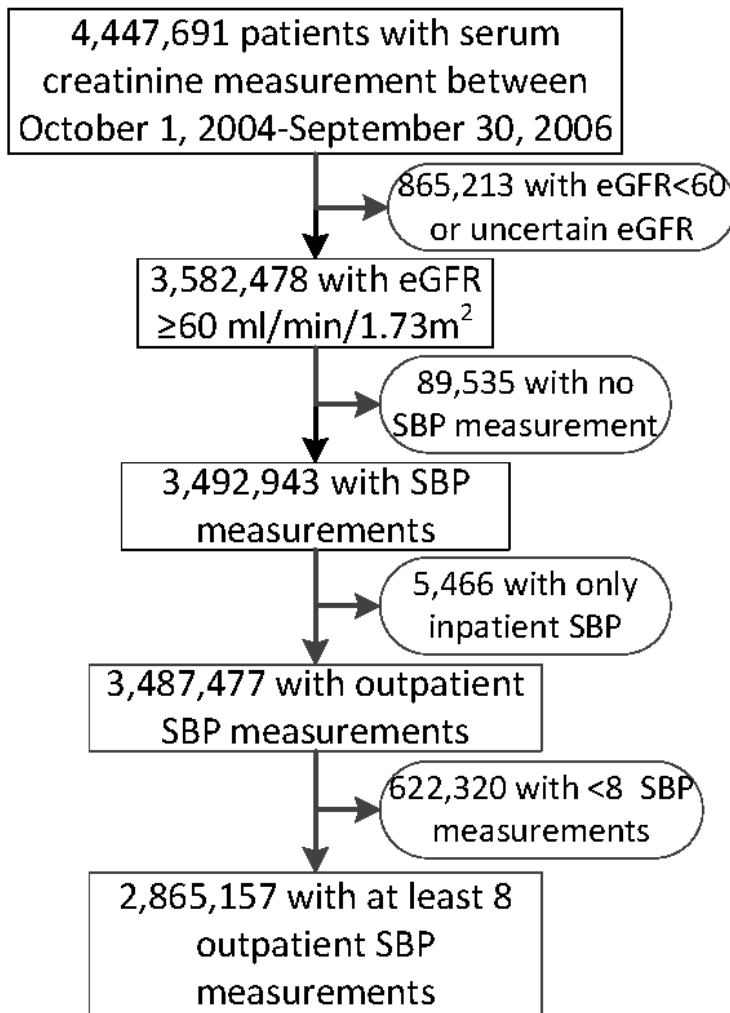 4,447,691 patients with serum
creatinine measurement between
October 1, 2004-September 30, 2006
865,213 with eGFR<60
or uncertain eGFR
3,582,478 with eGFR
≥60 ml/min/1.73m²
89,535 with no
SBP measurement
3,492,943 with SBP
measurements
5,466 with only
inpatient SBP
3,487,477 with outpatient
SBP measurements
622,320 with <8 SBP
measurements
2,865,157 with at least 8
outpatient SBP
measurements